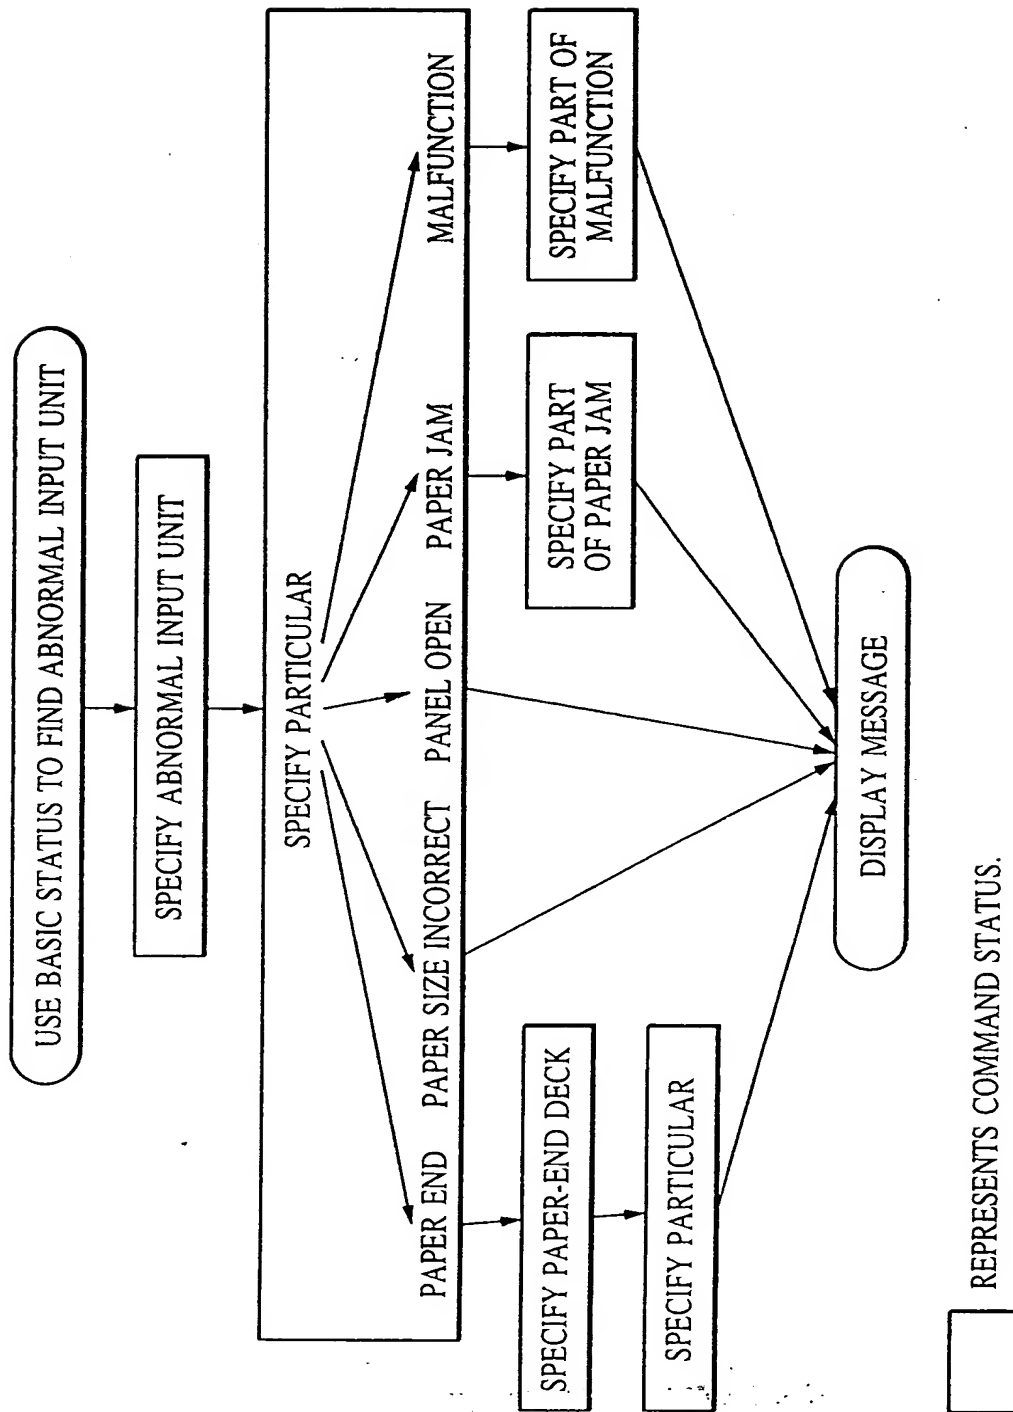 USE BASIC STATUS TO FIND ABNORMAL INPUT UNIT
SPECIFY ABNORMAL INPUT UNIT
SPECIFY PARTICULAR
PAPER END
PAPER SIZE INCORRECT
PANEL OPEN
PAPER JAM
MALFUNCTION
SPECIFY PAPER-END DECK
SPECIFY PART
OF PAPER JAM
SPECIFY PART OF
MALFUNCTION
SPECIFY PARTICULAR
DISPLAY MESSAGE
REPRESENTS COMMAND STATUS.